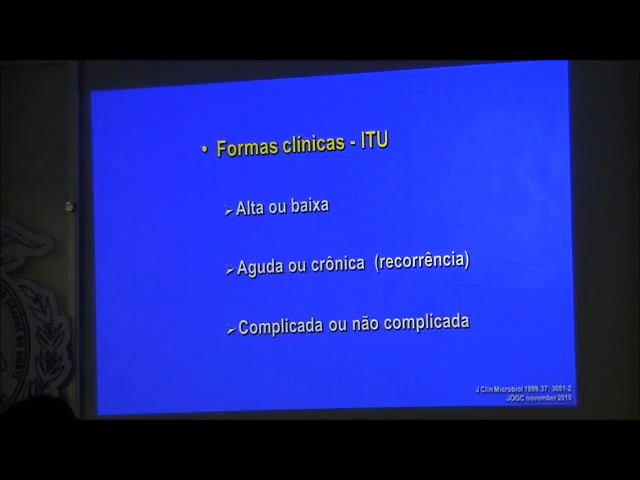 • Formas clínicas - ITU
➢Alta ou baixa
➢Aguda ou crônica (recorrência)
➢Complicada ou não complicada
J Clin Microbiol 1999. 37: 3051-2
JOGC november 2010